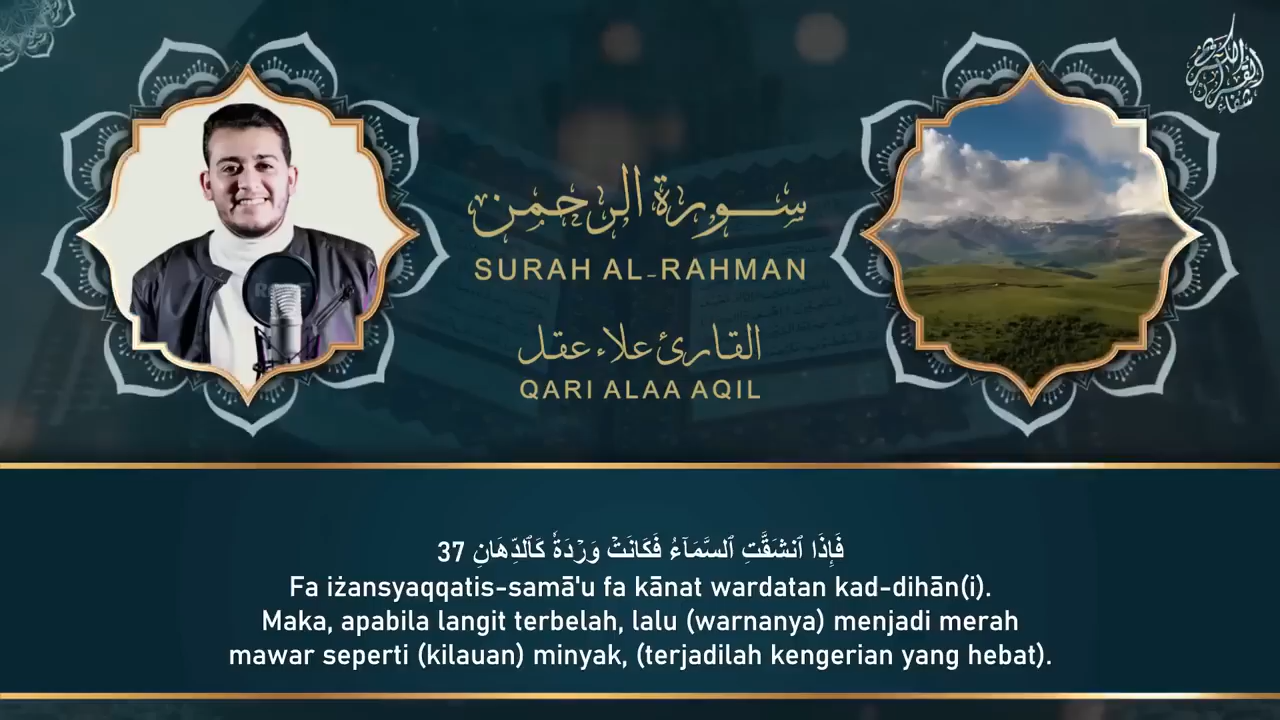 سورة الرحمن
SURAH AL-RAHMAN
القارئ علاء عقل
QARI ALAA AQIL
فَإِذَا ٱنشَقَّتِ ٱلسَّمَآءُ فَكَانَتْ وَرْدَةً كَٱلدِّهَانِ 37
Fa iżansyaqqatis-samā'u fa kānat wardatan kad-dihān(i).
Maka, apabila langit terbelah, lalu (warnanya) menjadi merah
mawar seperti (kilauan) minyak, (terjadilah kengerian yang hebat).